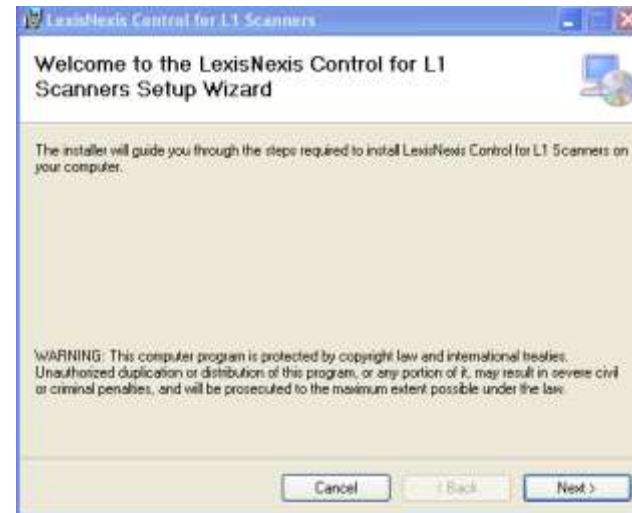 LexisNexis Control for L1 Scanners
Welcome to the LexisNexis Control for L1
Scanners Setup Wizard
The installer will guide you through the steps required to install LexisNexis Control for L1 Scanners on
your computer.
WARNING: This computer program is protected by copyright law and international treaties.
Unauthorized duplication or distribution of this program, or any portion of it, may result in severe civil
or criminal penalties, and will be prosecuted to the maximum extent possible under the law.
Cancel
< Back
Next >